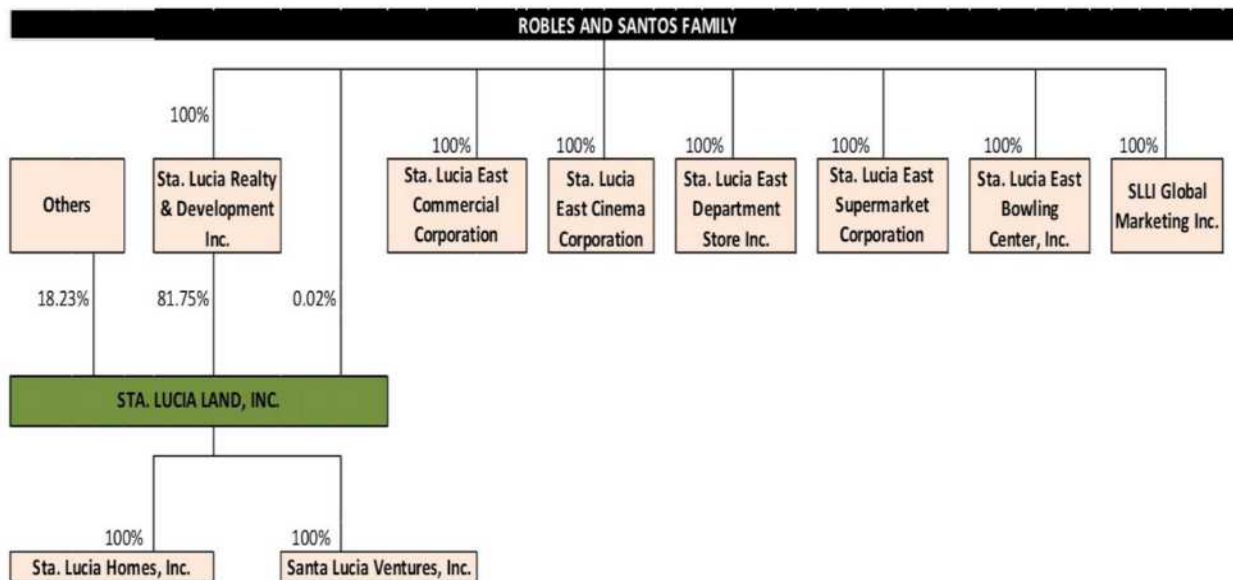 ROBLES AND SANTOS FAMILY
100%
100%
100%
100%
100%
100%
100%
Others
Sta. Lucia Realty
& Development
Inc.
Sta. Lucia East
Commercial
Corporation
Sta. Lucia
East Cinema
Corporation
Sta. Lucia East
Department
Store Inc.
Sta. Lucia East
Supermarket
Corporation
Sta. Lucia East
Bowling
Center, Inc.
SLLI Global
Marketing Inc.
18.23%
81.75%
0.02%
STA. LUCIA LAND, INC.
100%
100%
Sta. Lucia Homes, Inc.
Santa Lucia Ventures, Inc.